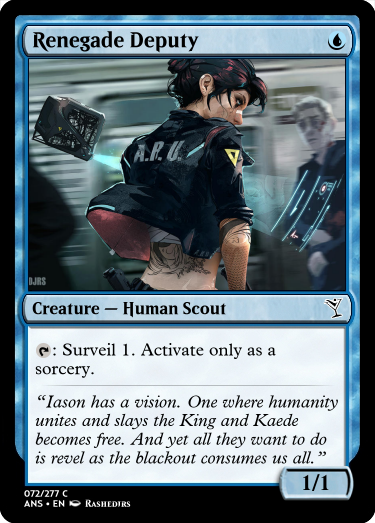 Renegade Deputy
A.R.U.
DJRS
Creature — Human Scout
: Surveil 1. Activate only as a
sorcery.
“Iason has a vision. One where humanity
unites and slays the King and Kaede
becomes free. And yet all they want to do
is revel as the blackout consumes us all.”
1/1
072/277 C
ANS • EN Rashedjrs